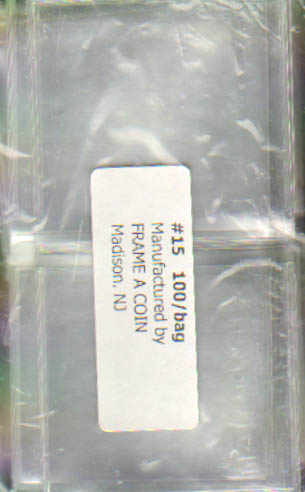 #15 100/bag
Manufactured by
FRAME A COIN
Madison, NJ